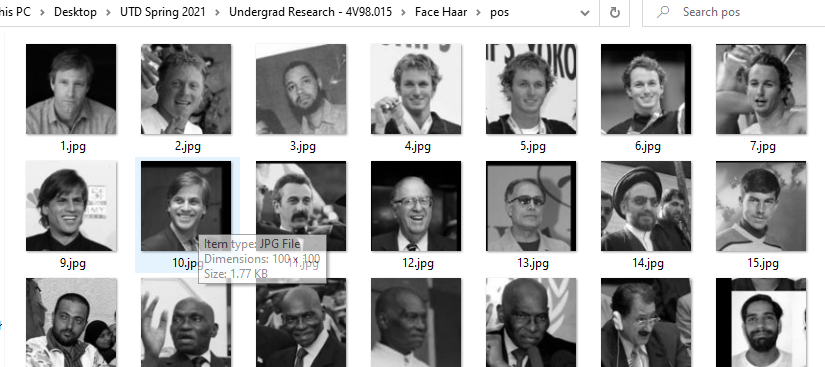 his PC > Desktop > UTD Spring 2021 > Undergrad Research - 4V98.015 > Face Haar > pos
Search pos
YOKO
1.jpg 2.jpg 3.jpg 4.jpg 5.jpg 6.jpg 7.jpg
9.jpg 10.jpg 11.jpg 12.jpg 13.jpg 14.jpg 15.jpg
Item type: JPG File
Dimensions: 100 x 100
Size: 1.77 KB